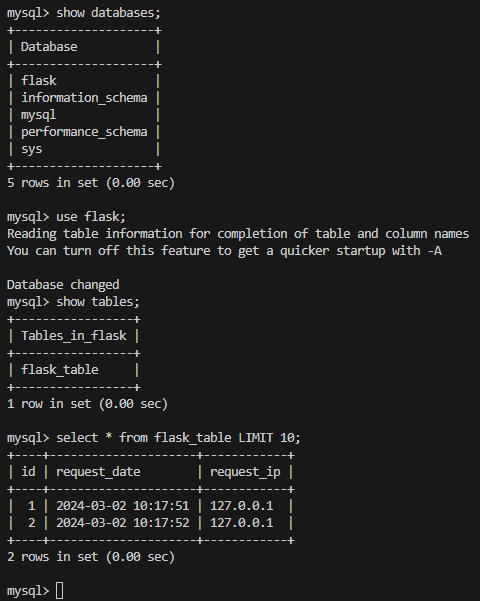 mysql> show databases;
+--------------------+
| Database           |
+--------------------+
| flask              |
| information_schema |
| mysql              |
| performance_schema |
| sys                |
+--------------------+
5 rows in set (0.00 sec)
mysql> use flask;
Reading table information for completion of table and column names
You can turn off this feature to get a quicker startup with -A
Database changed
mysql> show tables;
+-----------------+
| Tables_in_flask |
+-----------------+
| flask_table     |
+-----------------+
1 row in set (0.00 sec)
mysql> select * from flask_table LIMIT 10;
+----+---------------------+------------+
| id | request_date        | request_ip |
+----+---------------------+------------+
|  1 | 2024-03-02 10:17:51 | 127.0.0.1  |
|  2 | 2024-03-02 10:17:52 | 127.0.0.1  |
+----+---------------------+------------+
2 rows in set (0.00 sec)
mysql>